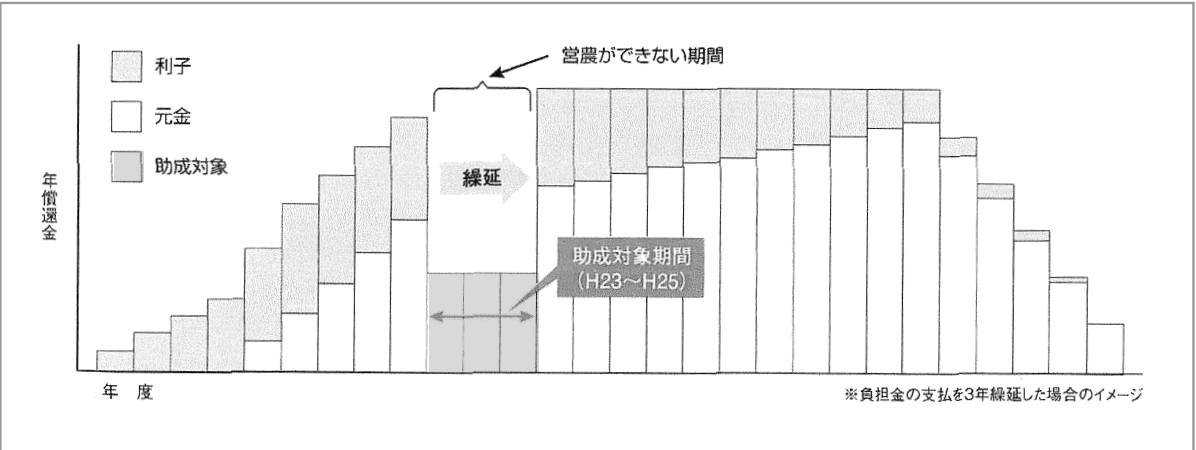 営農ができない期間
利子
元金
助成対象
繰延
年償還金
助成対象期間
（H23～H25）
年 度
※負担金の支払を3年繰延した場合のイメージ